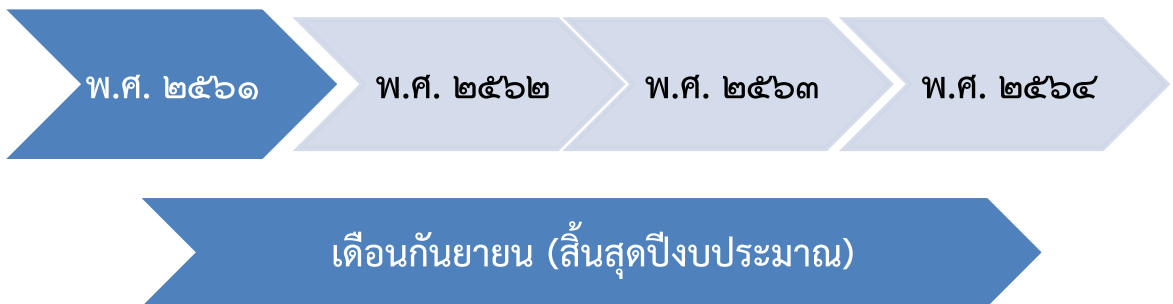 พ.ศ. ๒๕๖๑ พ.ศ. ๒๕๖๒ พ.ศ. ๒๕๖๓ พ.ศ. ๒๕๖๔
เดือนกันยายน (สิ้นสุดปีงบประมาณ)